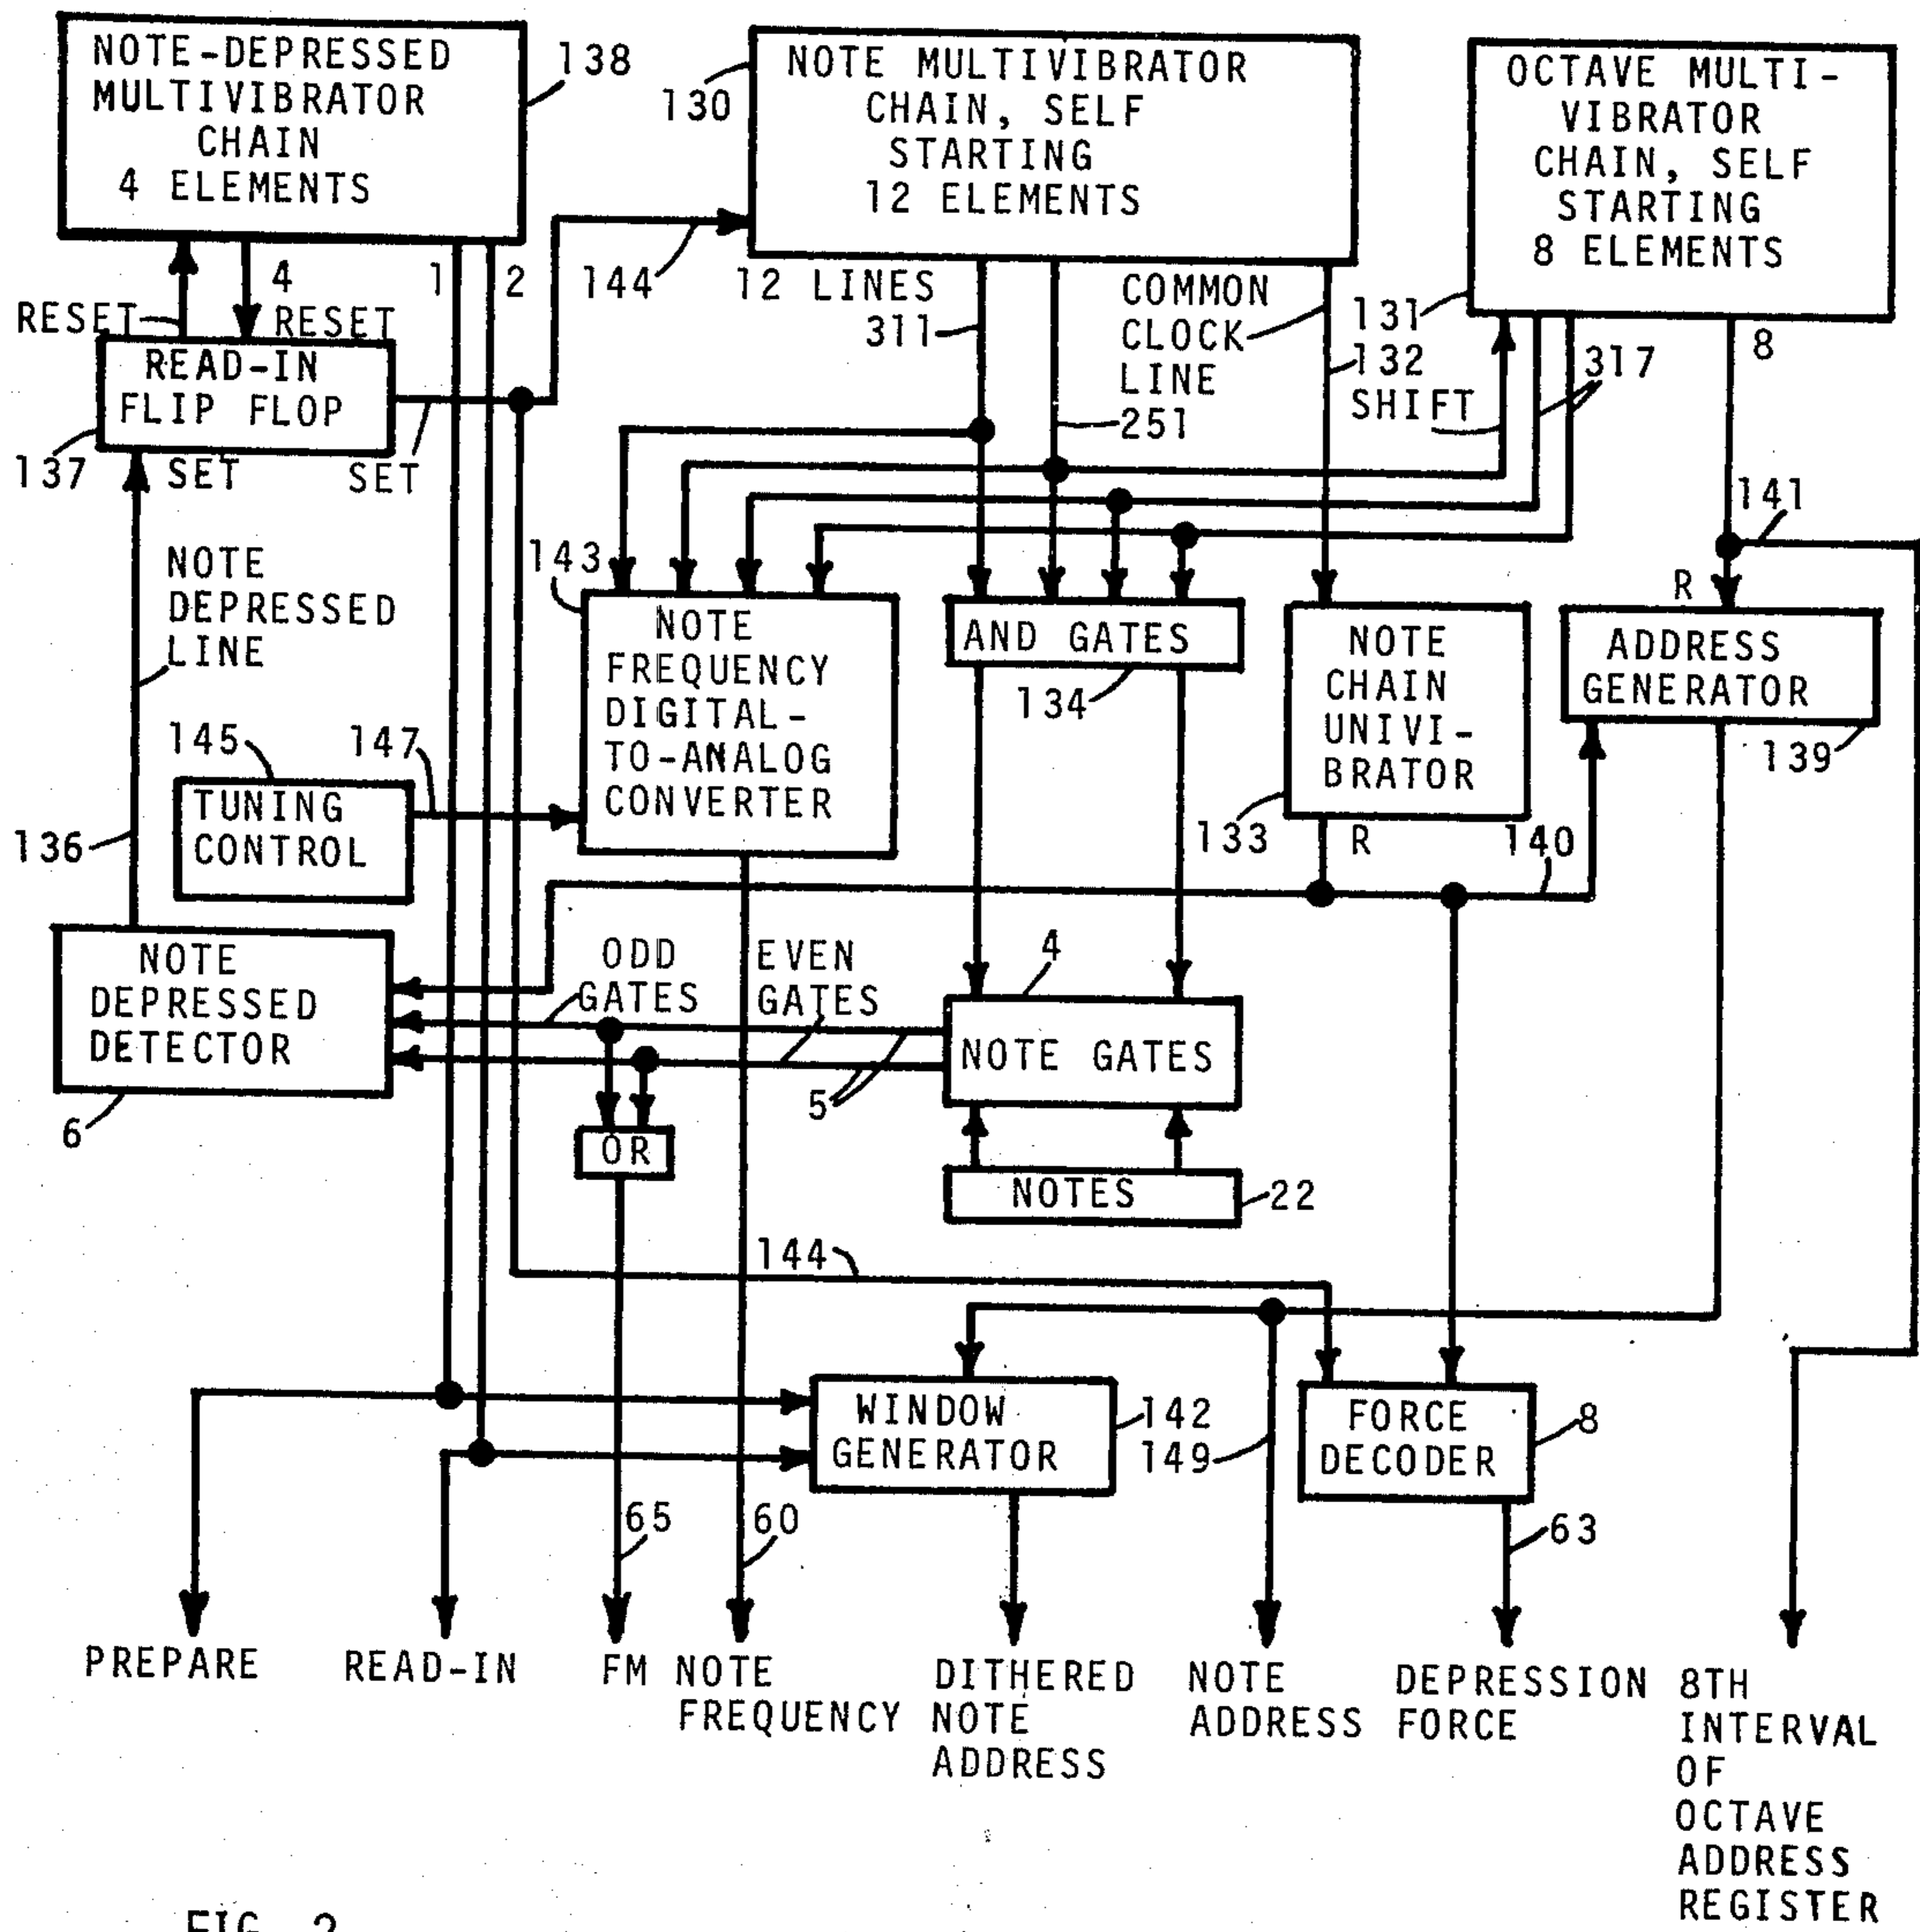 NOTE-DEPRESSED
MULTIVIBRATOR
CHAIN
4 ELEMENTS
138
130
NOTE MULTIVIBRATOR
CHAIN, SELF
STARTING
12 ELEMENTS
OCTAVE MULTI-
VIBRATOR
CHAIN, SELF
STARTING
8 ELEMENTS
RESET
4
RESET
1
2
144
12 LINES
311
COMMON
CLOCK
LINE
251
131
132
SHIFT
317
8
READ-IN
FLIP FLOP
137
SET
SET
141
NOTE
DEPRESSED
LINE
143
NOTE
FREQUENCY
DIGITAL-
TO-ANALOG
CONVERTER
AND GATES
134
NOTE
CHAIN
UNIVI-
BRATOR
133
R
R
ADDRESS
GENERATOR
139
140
145
147
TUNING
CONTROL
136
NOTE
DEPRESSED
DETECTOR
6
ODD
GATES
EVEN
GATES
4
NOTE GATES
5
OR
NOTES
22
144
WINDOW
GENERATOR
142
149
FORCE
DECODER
8
65
60
63
PREPARE
READ-IN
FM
NOTE
FREQUENCY
DITHERED
NOTE
ADDRESS
NOTE
ADDRESS
DEPRESSION
FORCE
8TH
INTERVAL
OF
OCTAVE
ADDRESS
REGISTER
FIG. 2